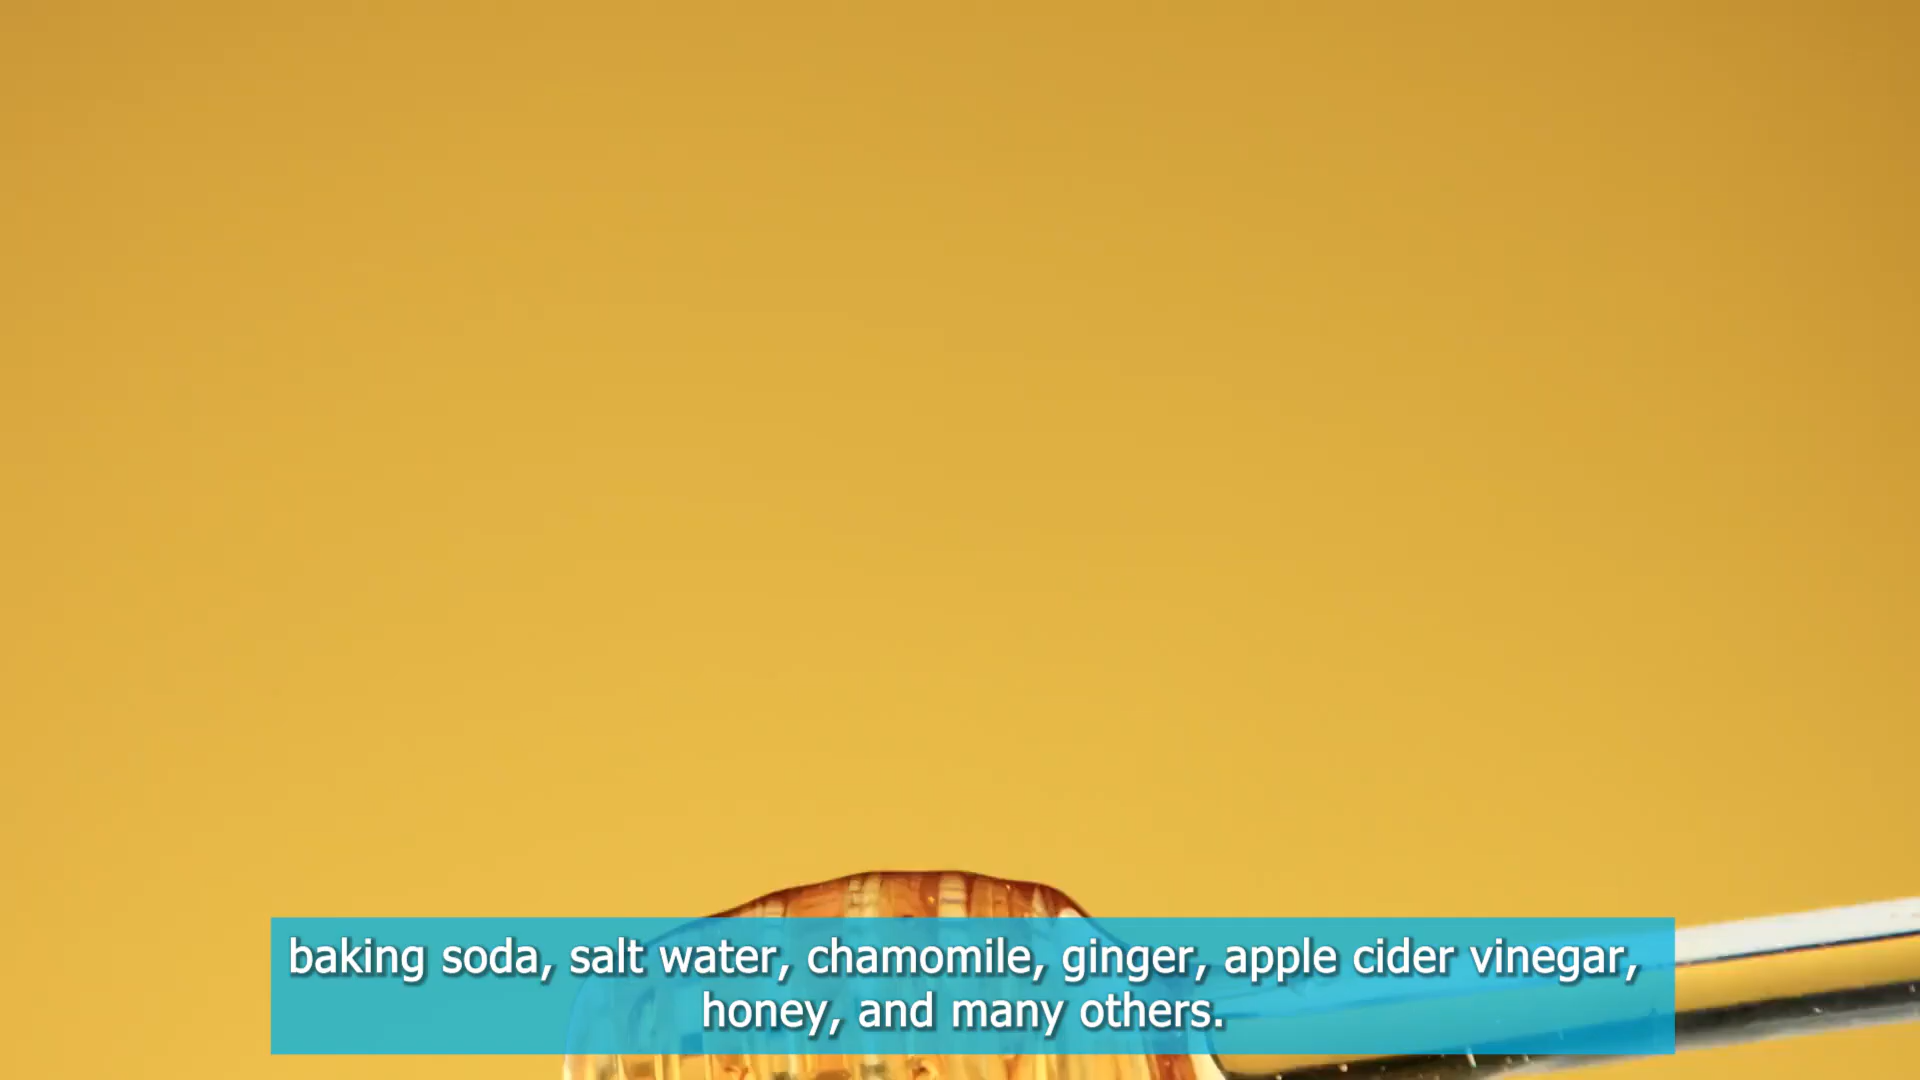 baking soda, salt water, chamomile, ginger, apple cider vinegar,
honey, and many others.